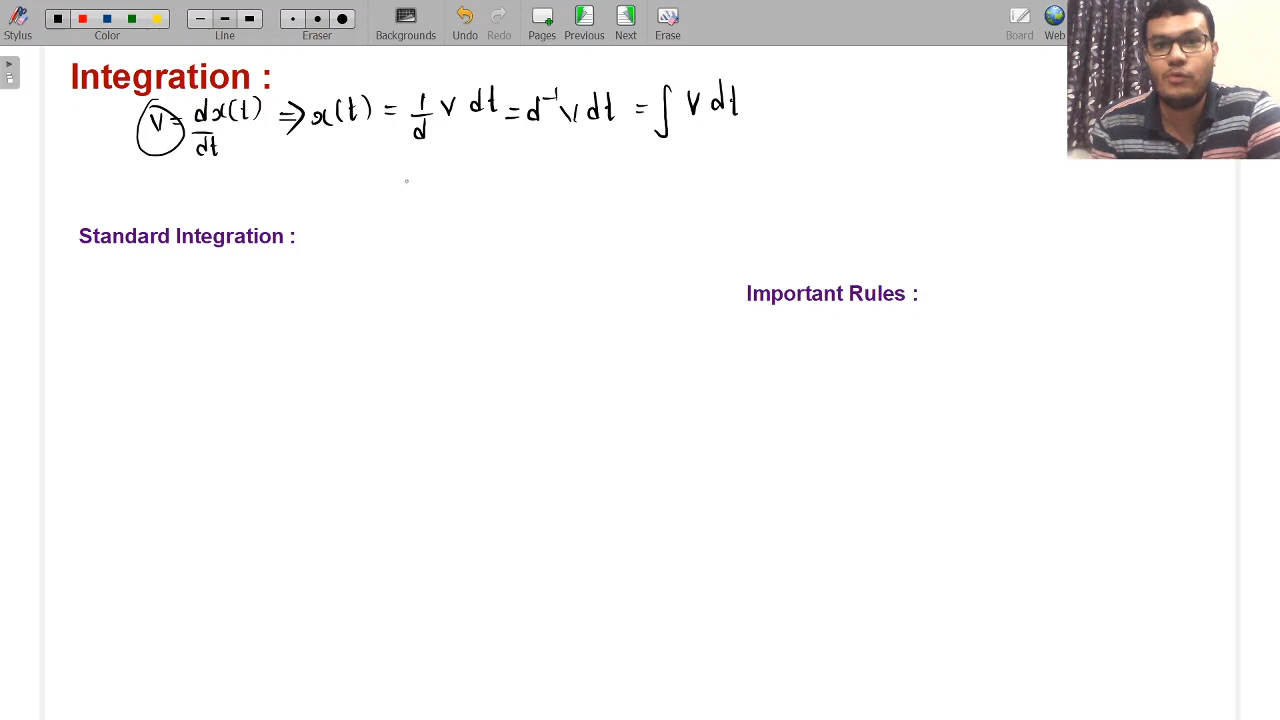 Stylus Color Line Eraser Backgrounds Undo Redo Pages Previous Next Erase Board Web
Integration :
V = dx(t)/dt ⇒ x(t) = 1/d V dt = d⁻¹ V dt = ∫ V dt
Standard Integration :
Important Rules :